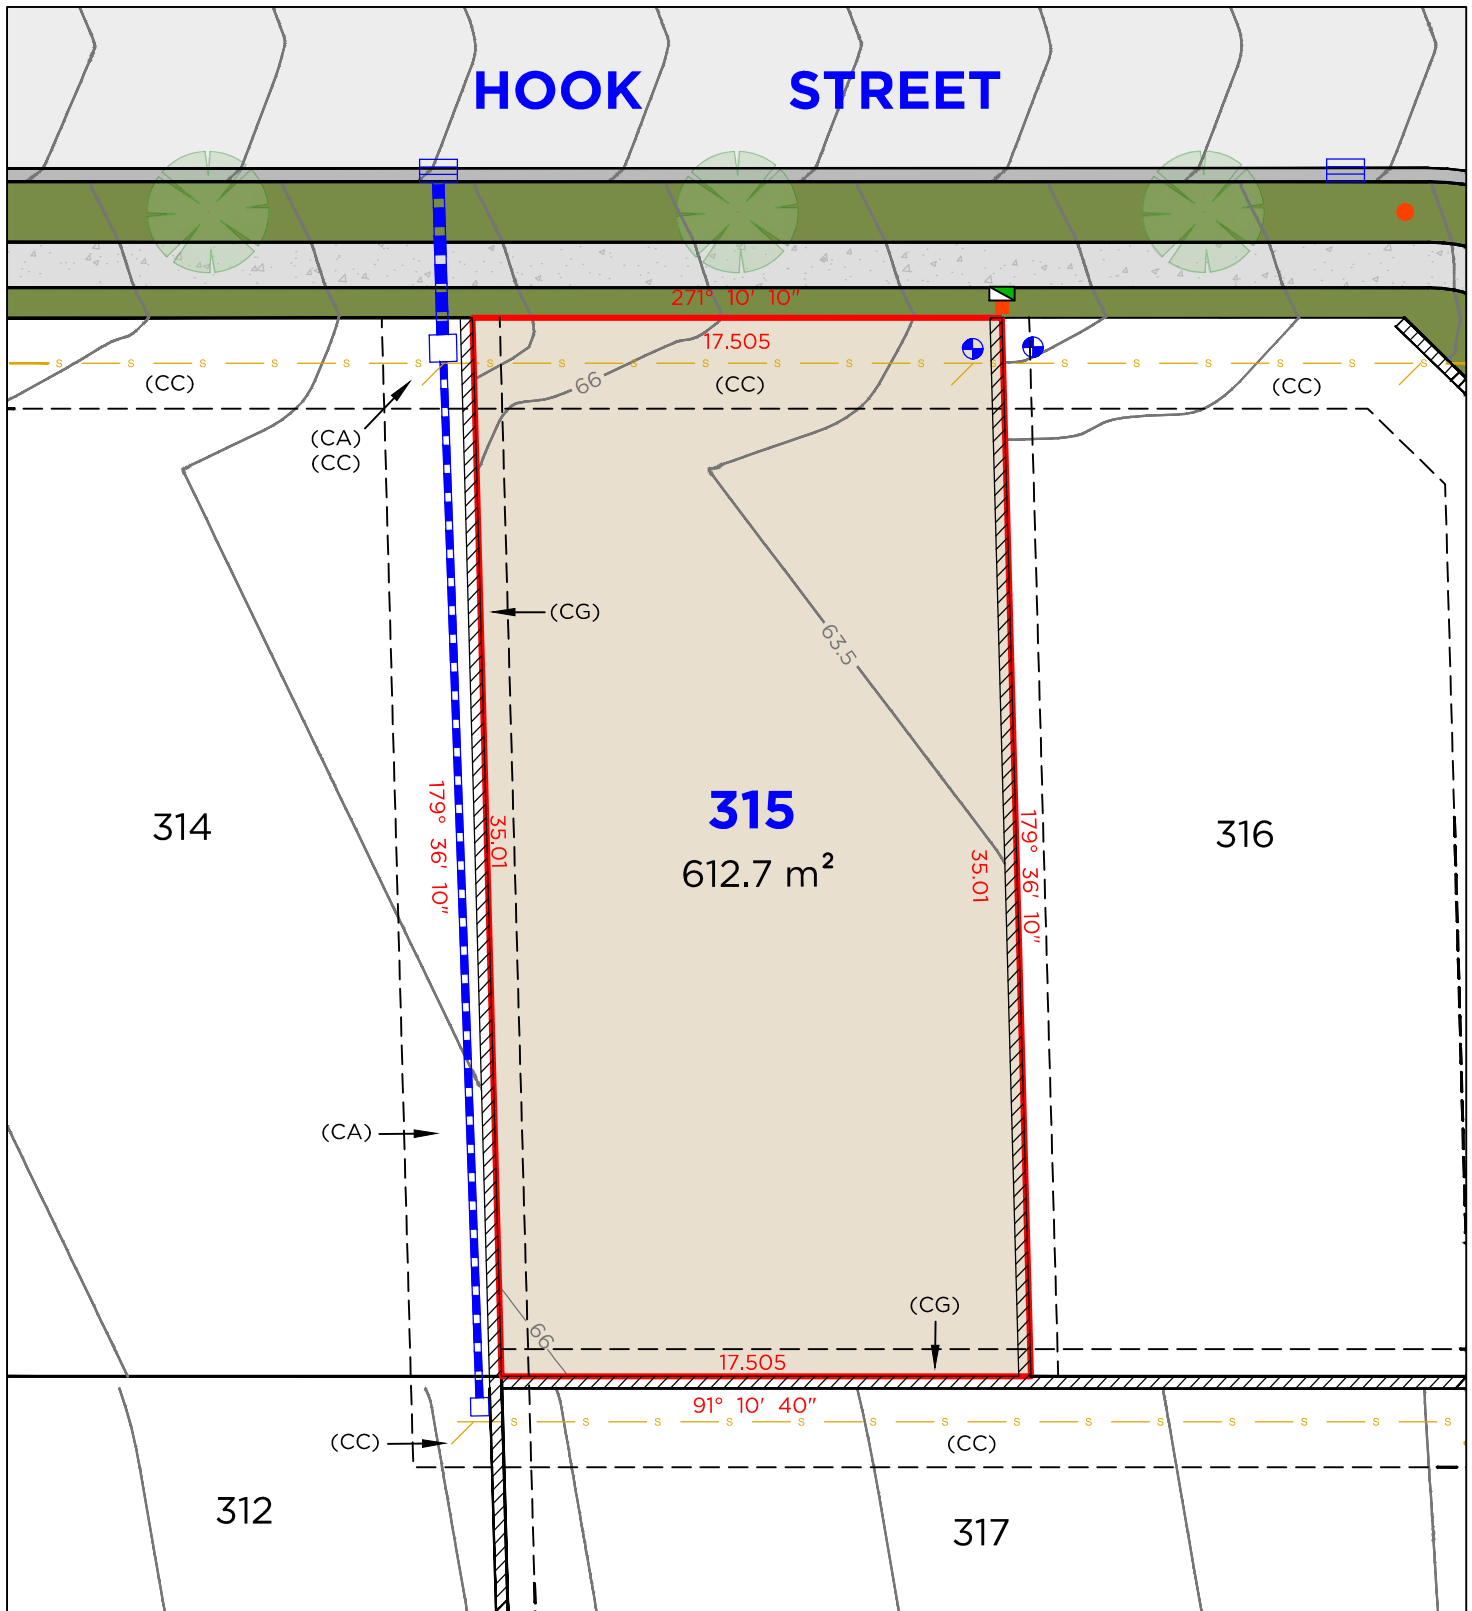 HOOK STREET
271° 10' 10"
17.505
S S S S S S S S S S S S S S S S S S
(CC)
(CC)
(CC)
66
(CA)
(CC)
(CG)
63.5
179° 36' 10"
35.01
314
315
612.7 m²
35.01
179° 36' 10"
316
(CA)
(CG)
66
17.505
91° 10' 40"
S S S S S S S S S S S S S S
(CC)
(CC)
312
317